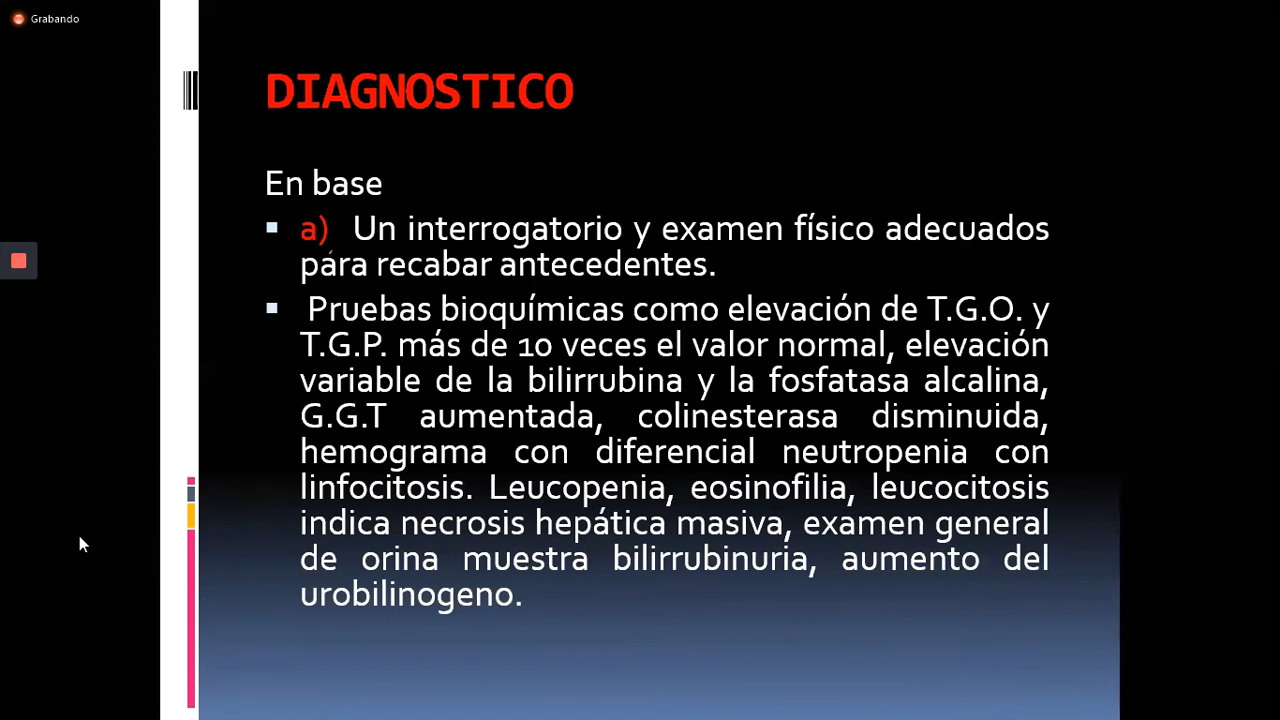 Grabando
DIAGNOSTICO
En base
a) Un interrogatorio y examen físico adecuados
para recabar antecedentes.
Pruebas bioquímicas como elevación de T.G.O. y
T.G.P. más de 10 veces el valor normal, elevación
variable de la bilirrubina y la fosfatasa alcalina,
G.G.T aumentada, colinesterasa disminuida,
hemograma con diferencial neutropenia con
linfocitosis. Leucopenia, eosinofilia, leucocitosis
indica necrosis hepática masiva, examen general
de orina muestra bilirrubinuria, aumento del
urobilinogeno.